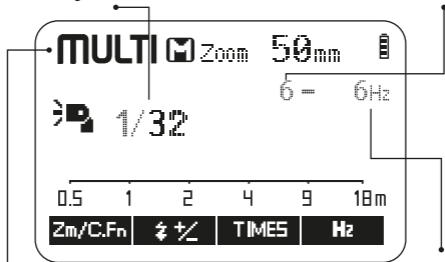 MULTI M Zoom 50mm
6 - 6Hz
1/32
0.5 1 2 4 9 18m
Zm/C.Fn +/- TIMES Hz